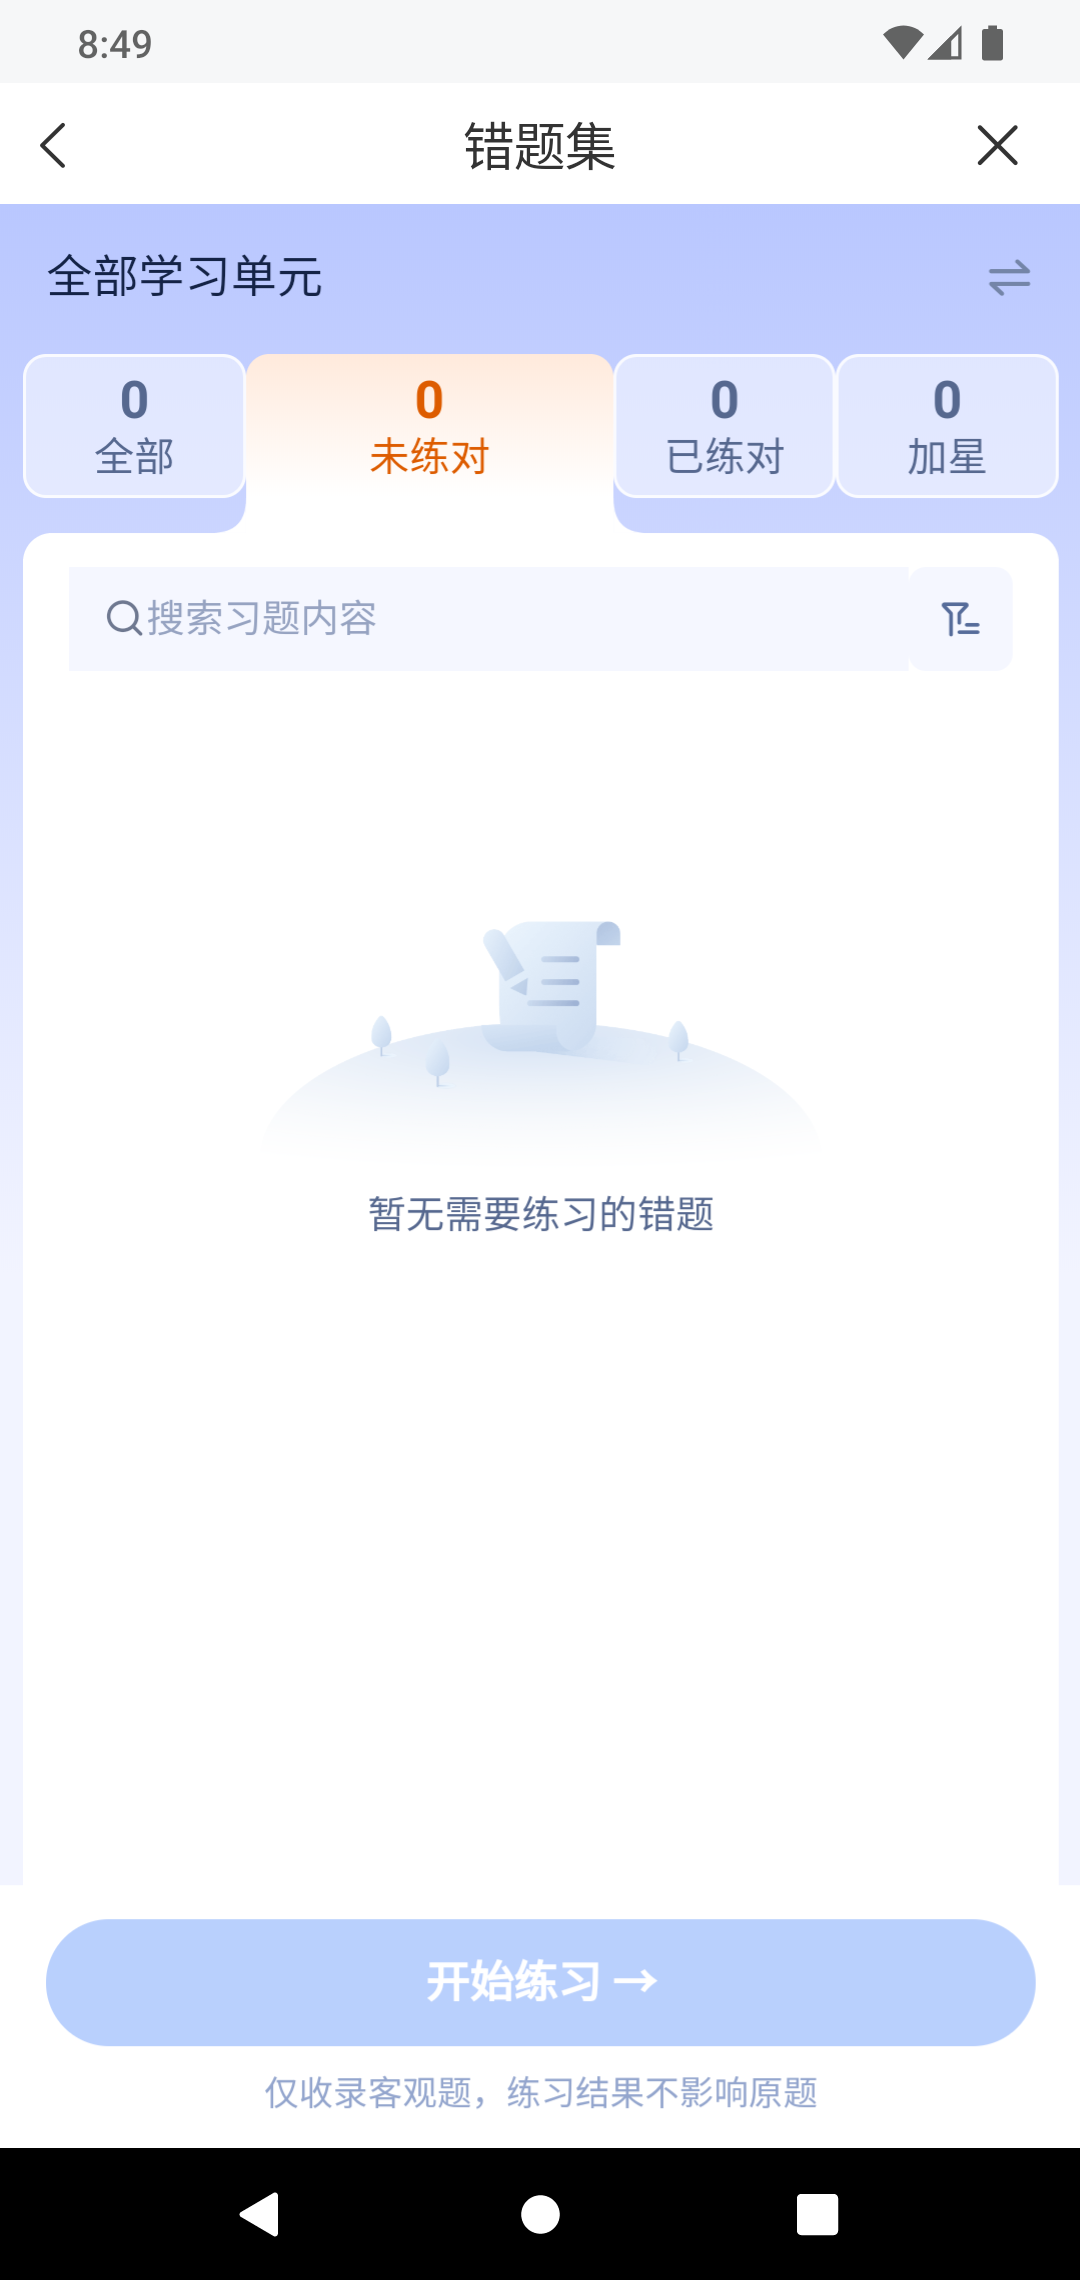 8:49
错题集
全部学习单元
0
全部
0
未练对
0
已练对
0
加星
搜索习题内容
暂无需要练习的错题
开始练习 →
仅收录客观题，练习结果不影响原题